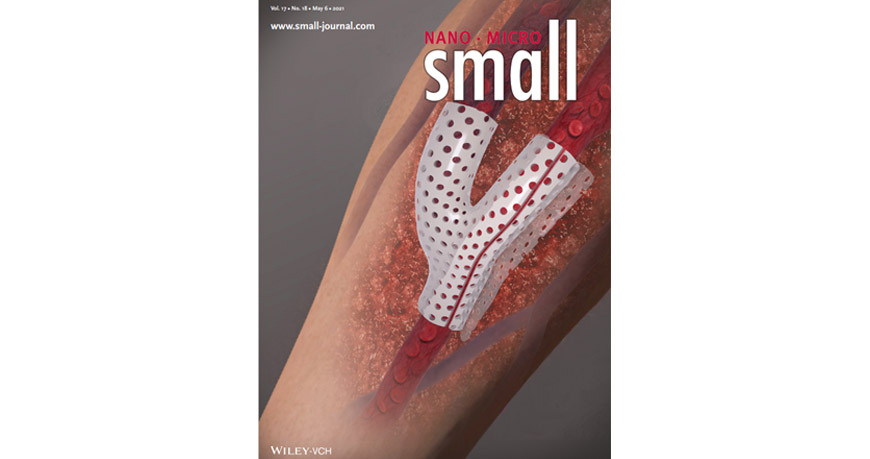 Vol. 17 • No. 18 • May 6 • 2021
www.small-journal.com
NANO · MICRO
small
WILEY-VCH